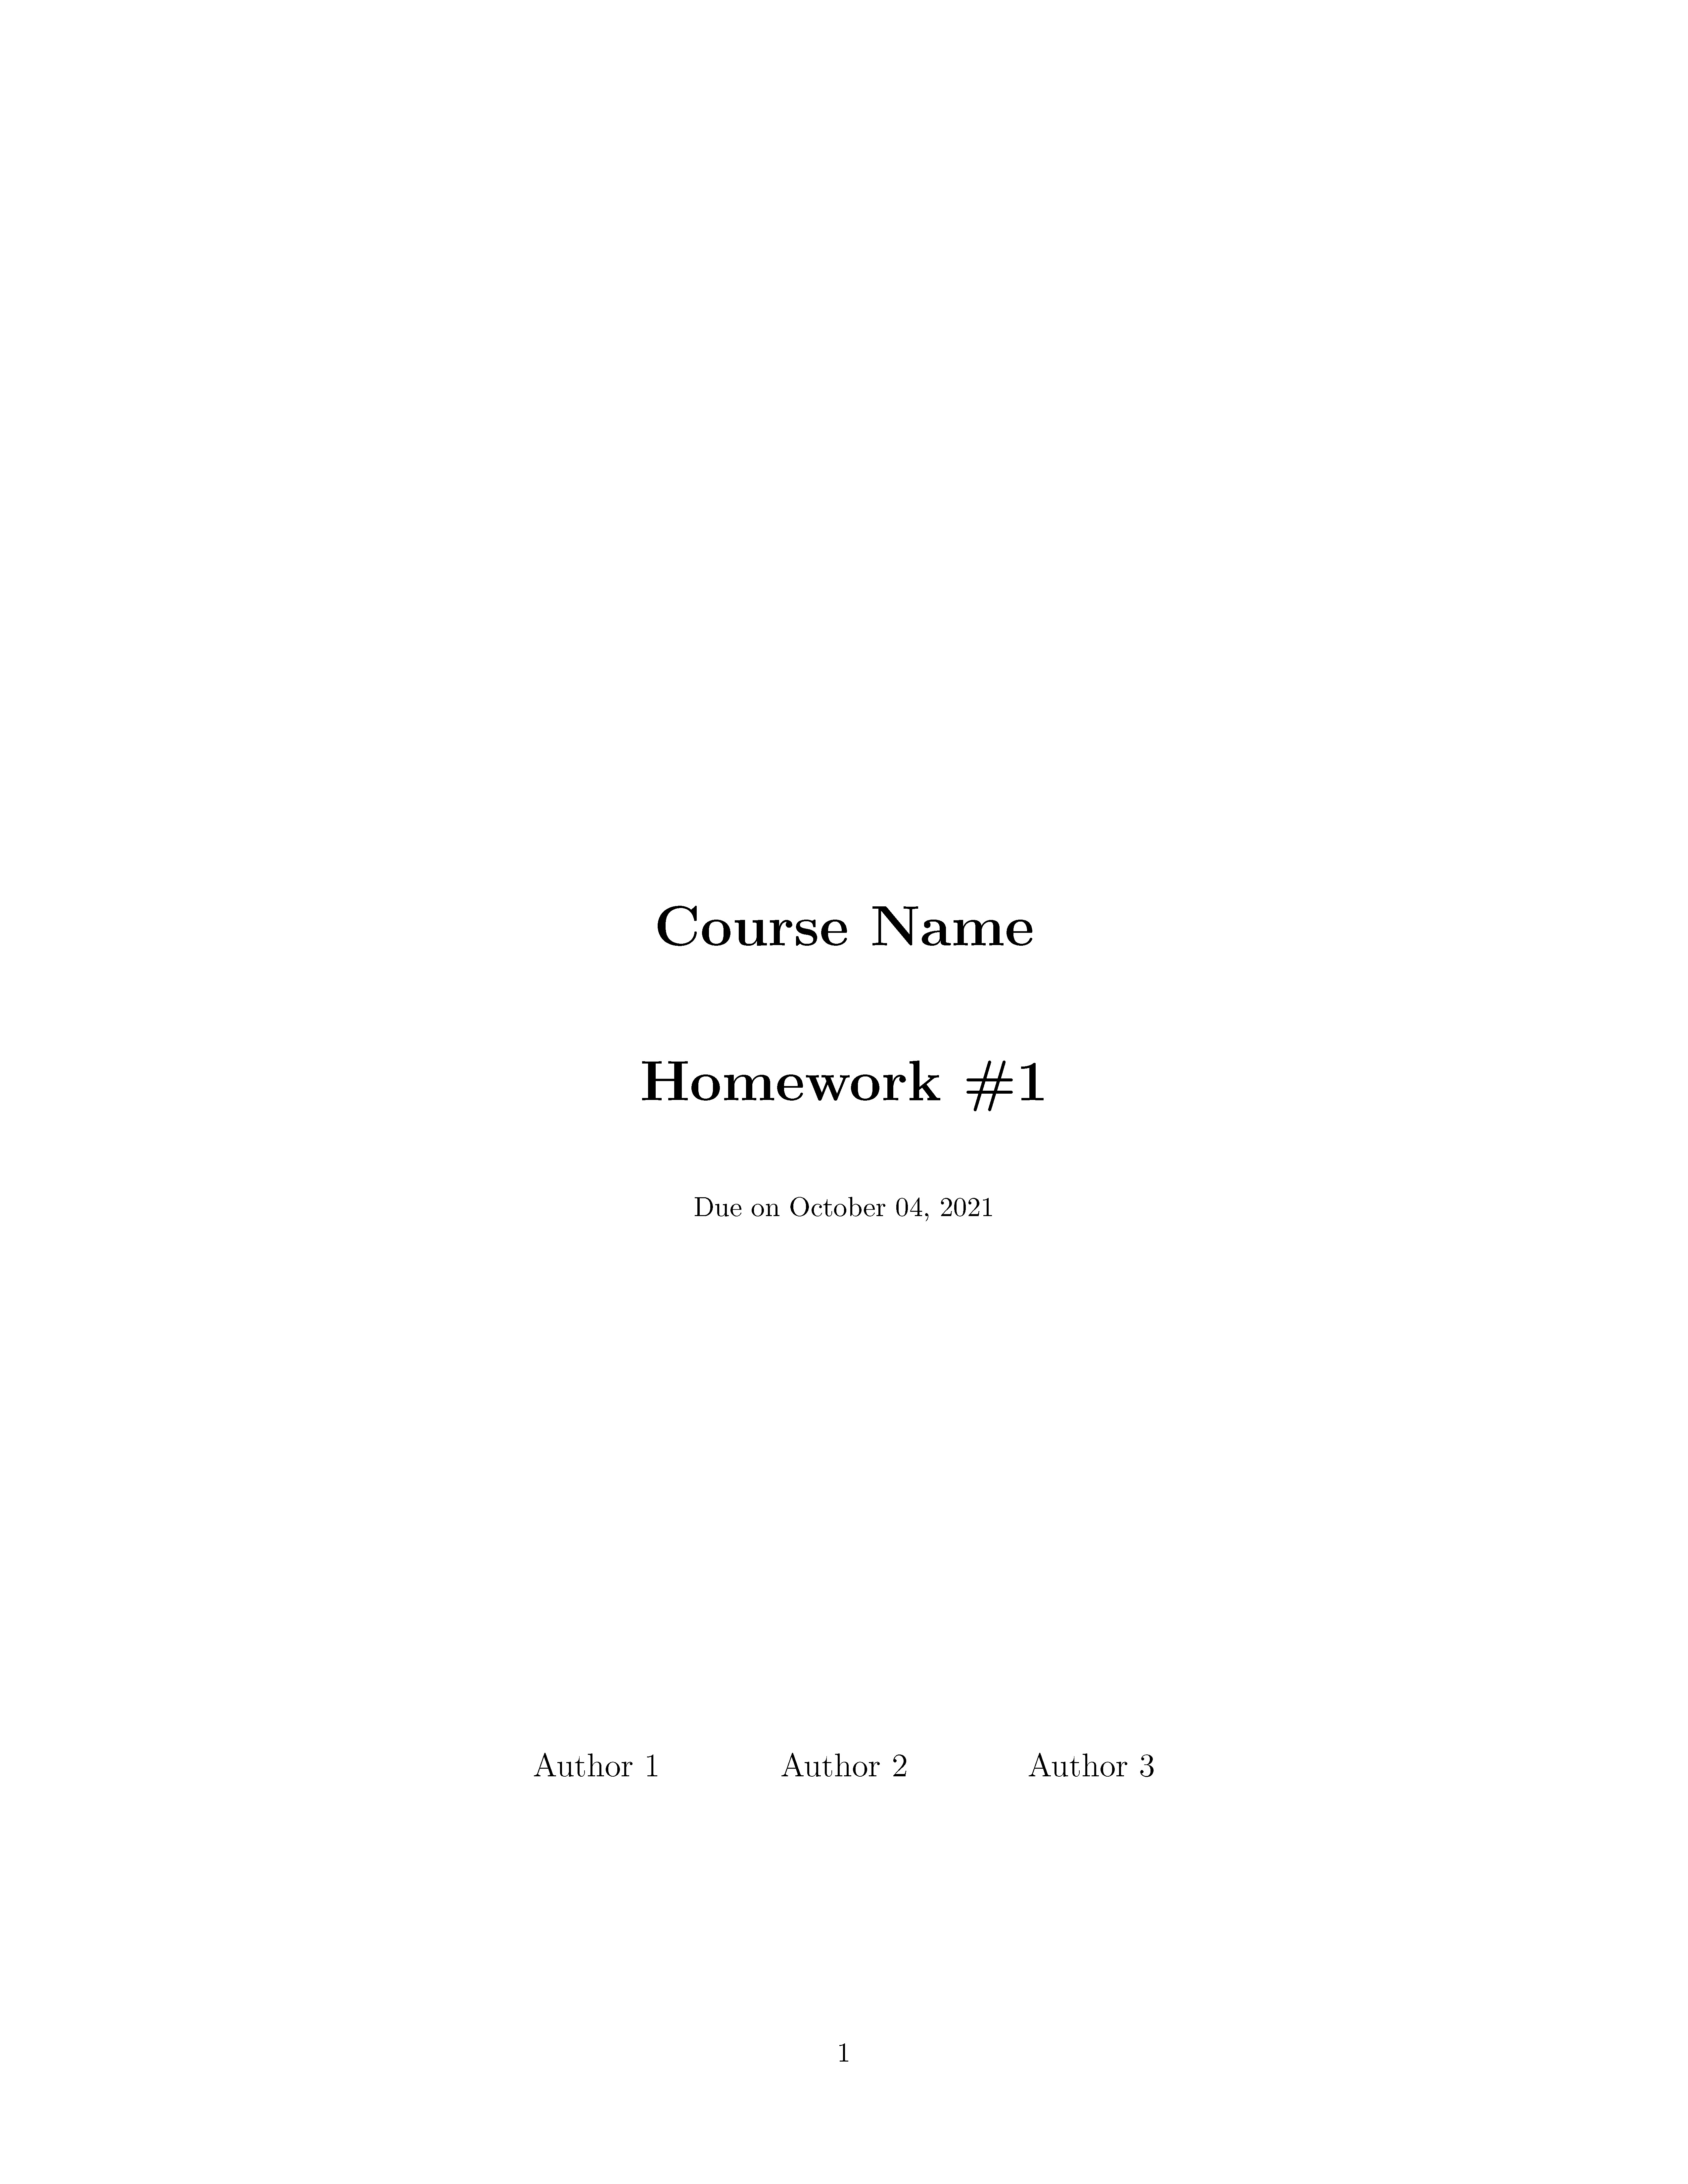 Course Name
Homework #1
Due on October 04, 2021
Author 1 Author 2 Author 3
1